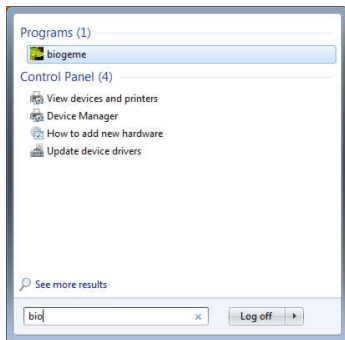 Programs (1)
biogeme
Control Panel (4)
View devices and printers
Device Manager
How to add new hardware
Update device drivers
See more results
bio
Log off